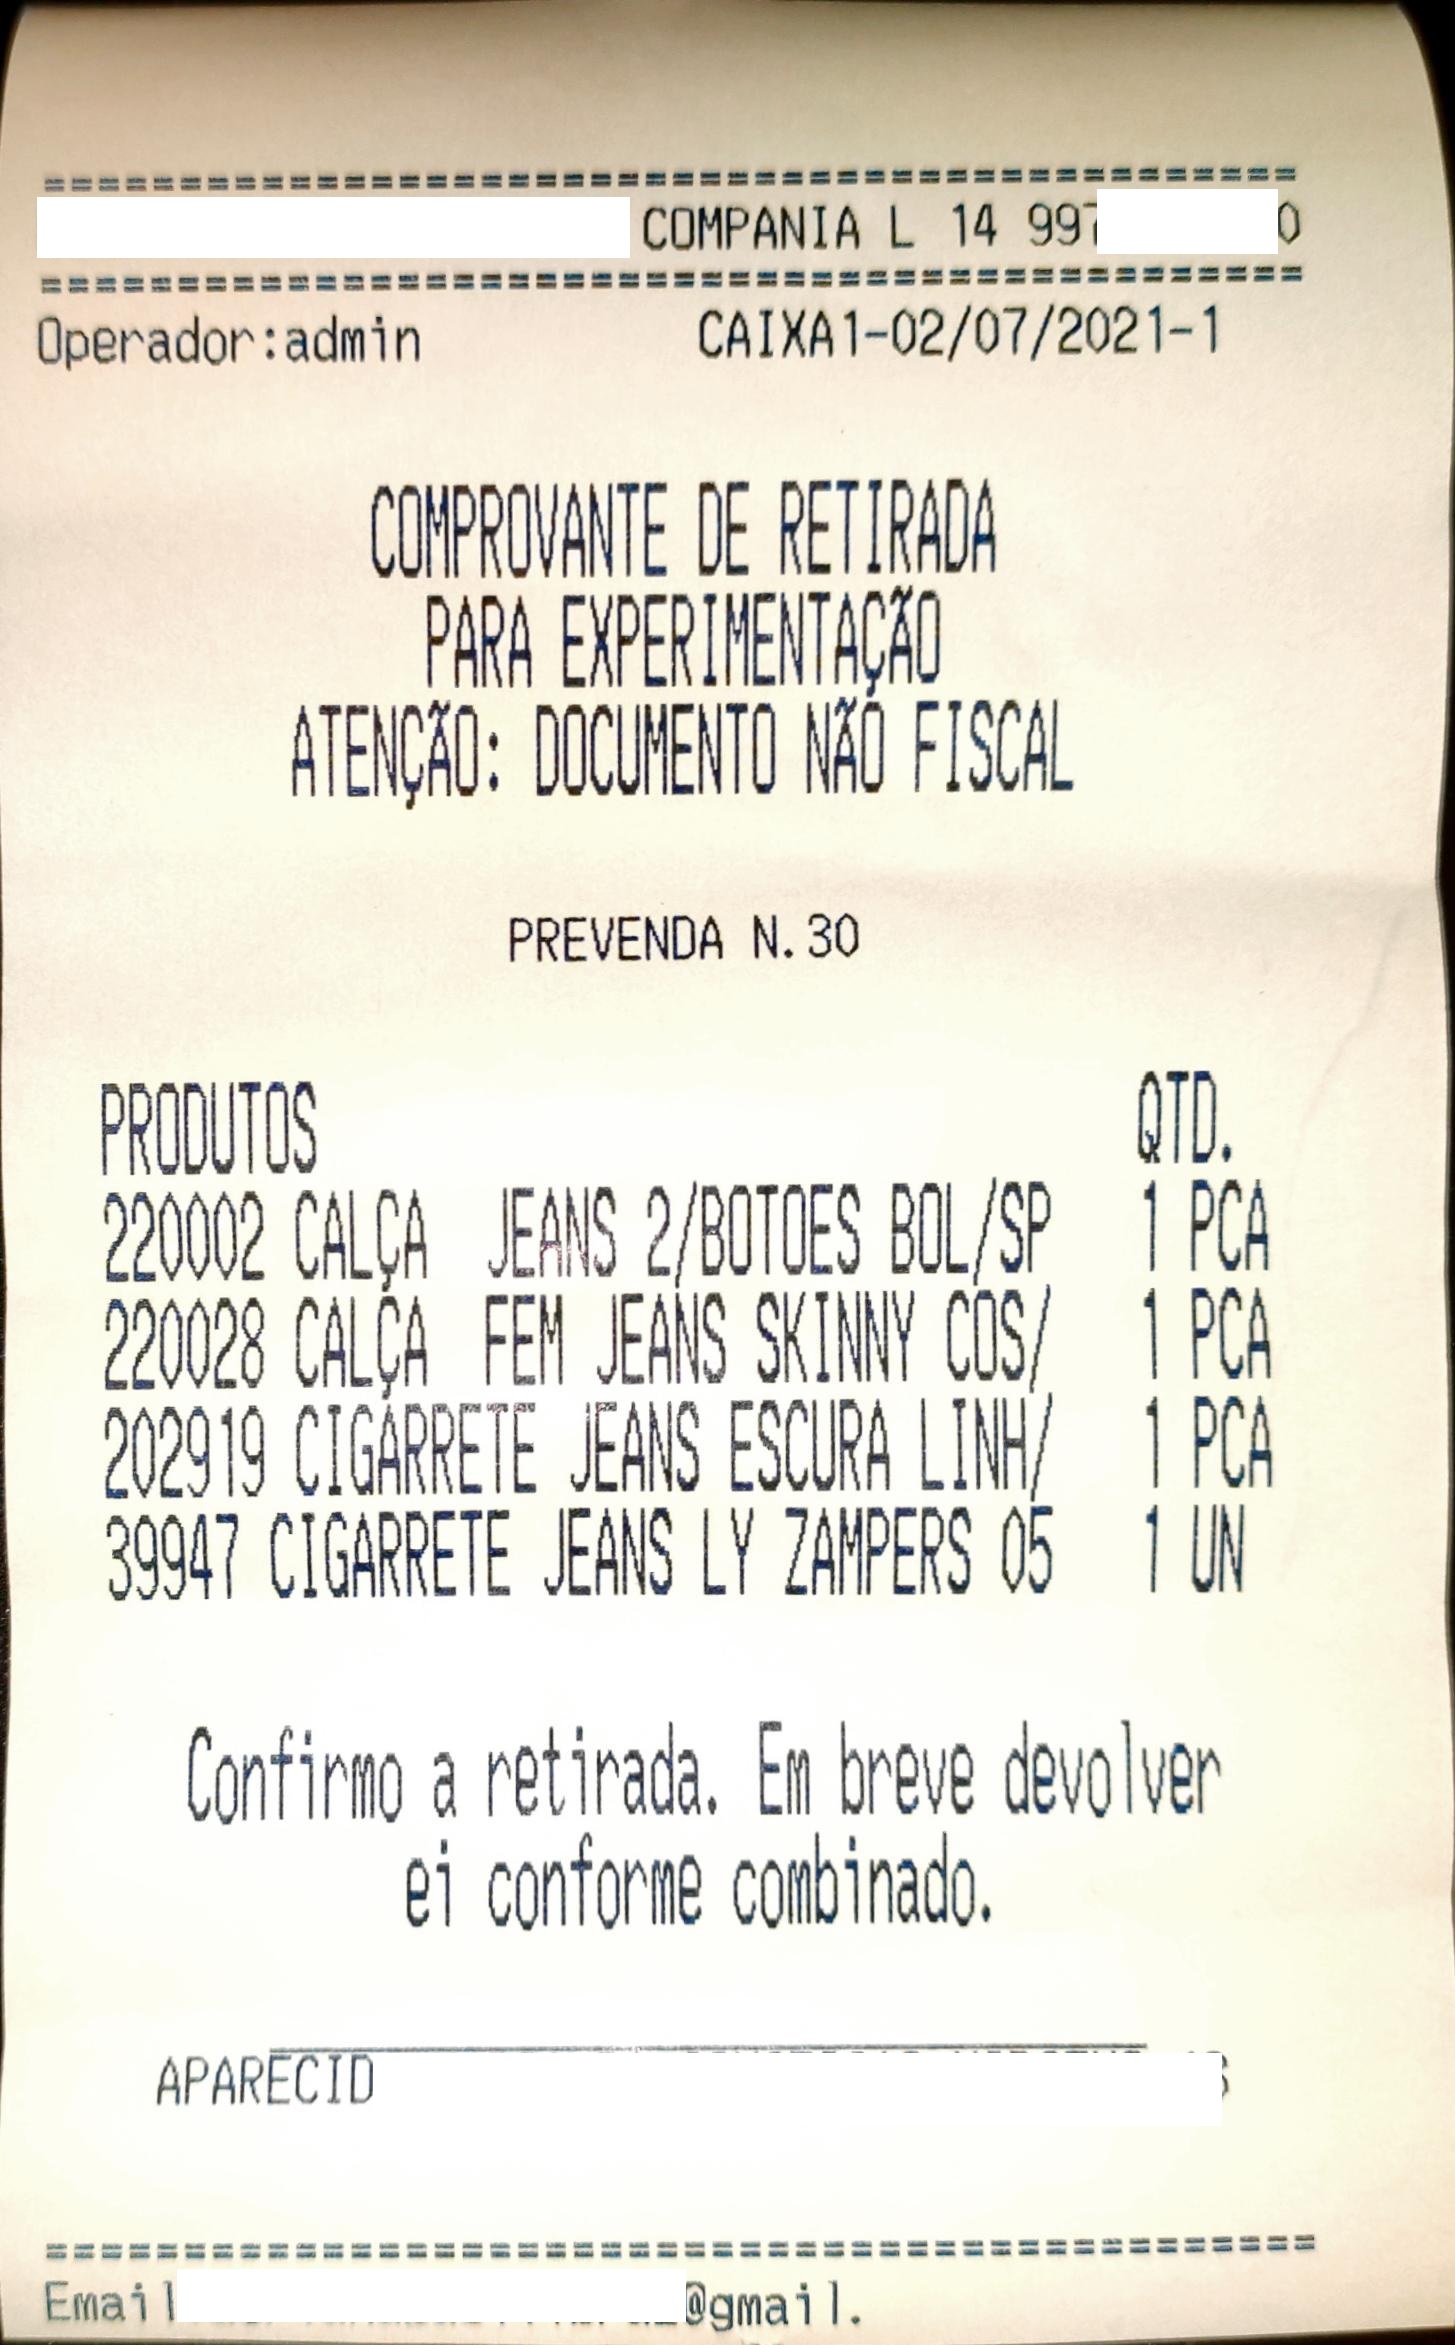 ==============================================
COMPANIA L 14 997 0
==============================================
Operador:admin CAIXA1-02/07/2021-1
COMPROVANTE DE RETIRADA
PARA EXPERIMENTAÇÃO
ATENÇÃO: DOCUMENTO NÃO FISCAL
PREVENDA N.30
PRODUTOS QTD.
220002 CALÇA JEANS 2/BOTOES BOL/SP 1 PCA
220028 CALÇA FEM JEANS SKINNY COS/ 1 PCA
202919 CIGARRETE JEANS ESCURA LINH/ 1 PCA
39947 CIGARRETE JEANS LY ZAMPERS 05 1 UN
Confirmo a retirada. Em breve devolver
ei conforme combinado.
APARECID S
==============================================
Email @gmail.